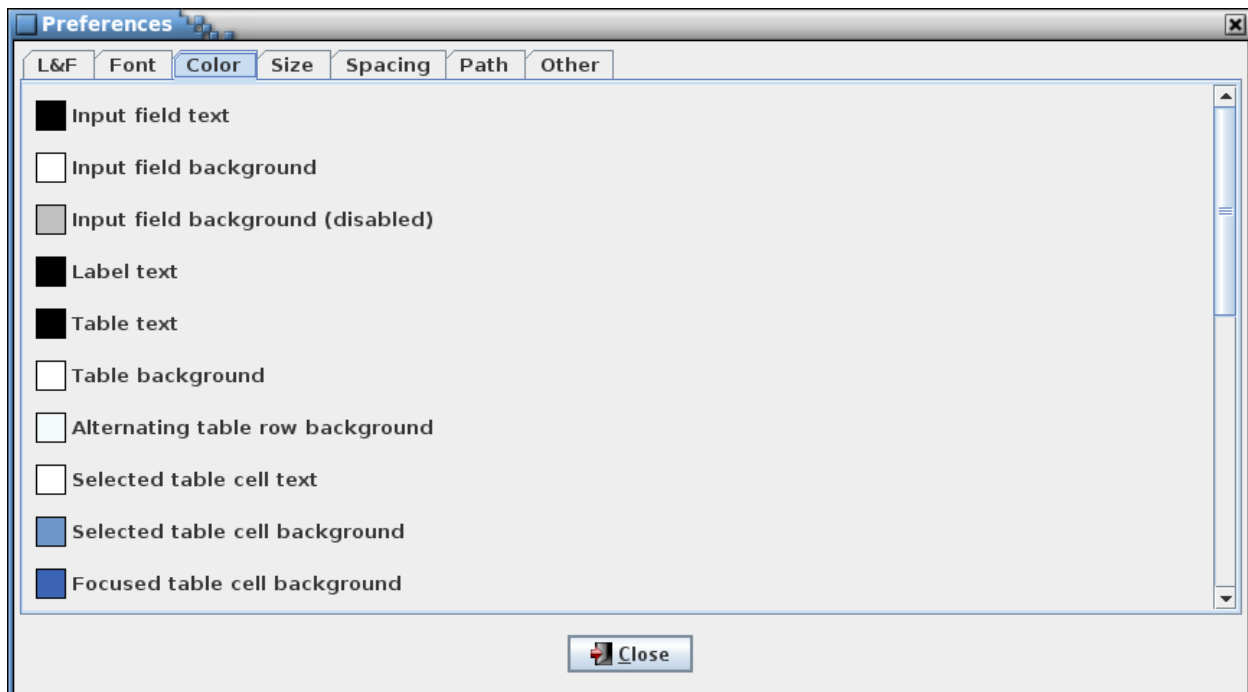 Preferences
L&F Font Color Size Spacing Path Other
Input field text
Input field background
Input field background (disabled)
Label text
Table text
Table background
Alternating table row background
Selected table cell text
Selected table cell background
Focused table cell background
Close